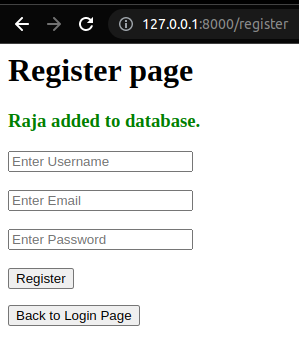 127.0.0.1:8000/register
Register page
Raja added to database.
Enter Username
Enter Email
Enter Password
Register
Back to Login Page